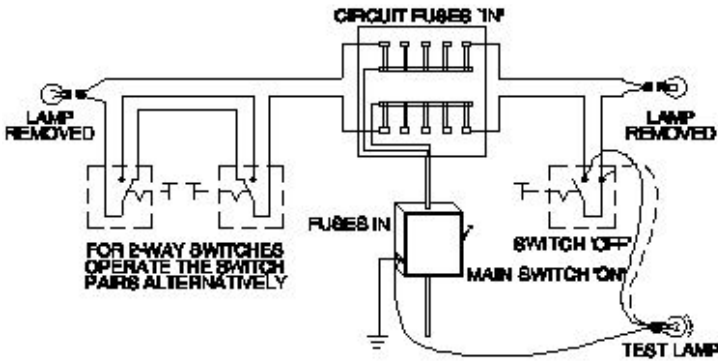 CIRCUIT FUSES 'IN'
LAMP
REMOVED
LAMP
REMOVED
FUSES IN
SWITCH 'OFF'
FOR 2-WAY SWITCHES
OPERATE THE SWITCH
PAIRS ALTERNATIVELY
MAIN SWITCH 'ON'
TEST LAMP